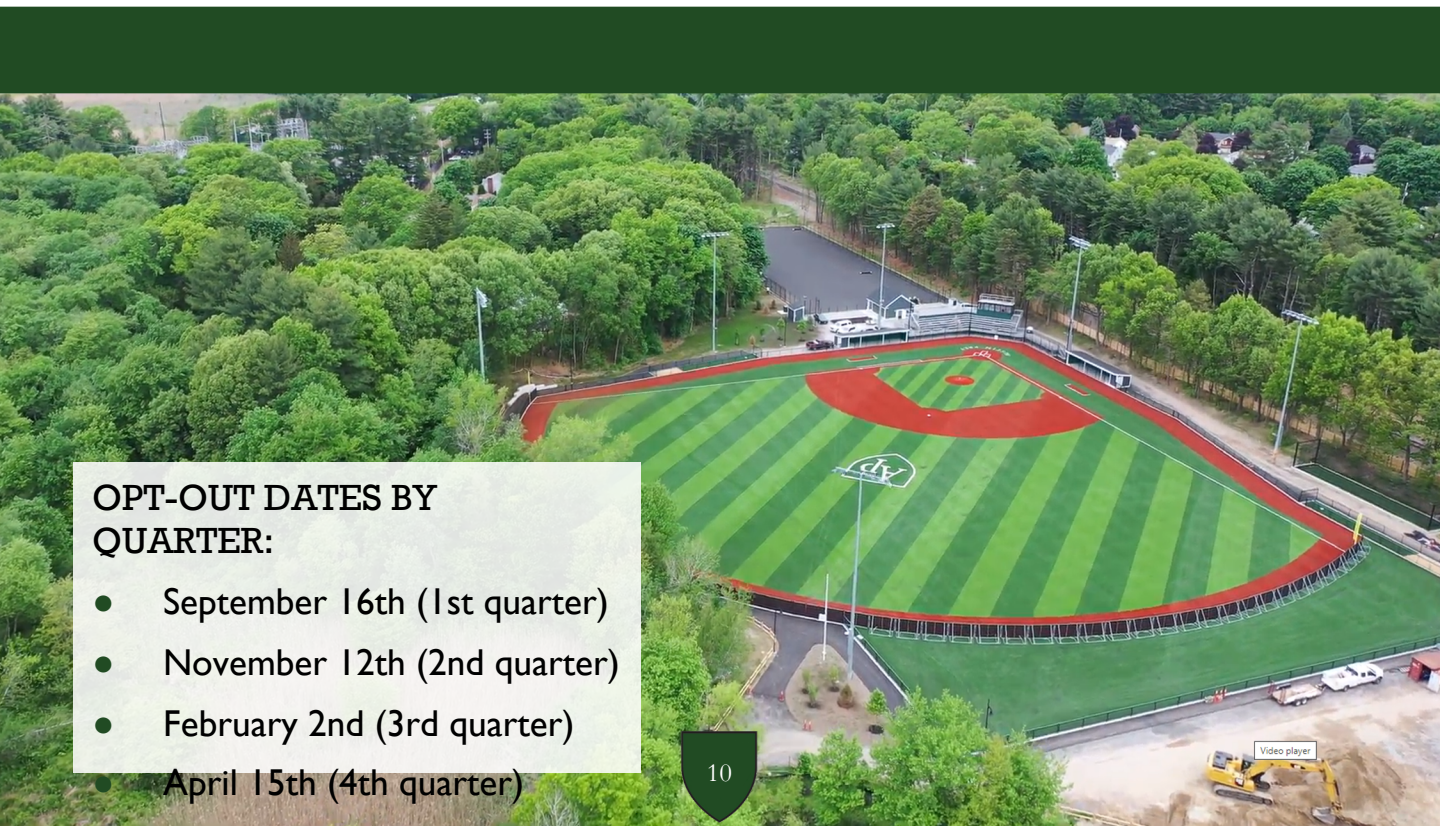 OPT-OUT DATES BY
QUARTER:
● September 16th (1st quarter)
● November 12th (2nd quarter)
● February 2nd (3rd quarter)
● April 15th (4th quarter)
AP
10
Video player